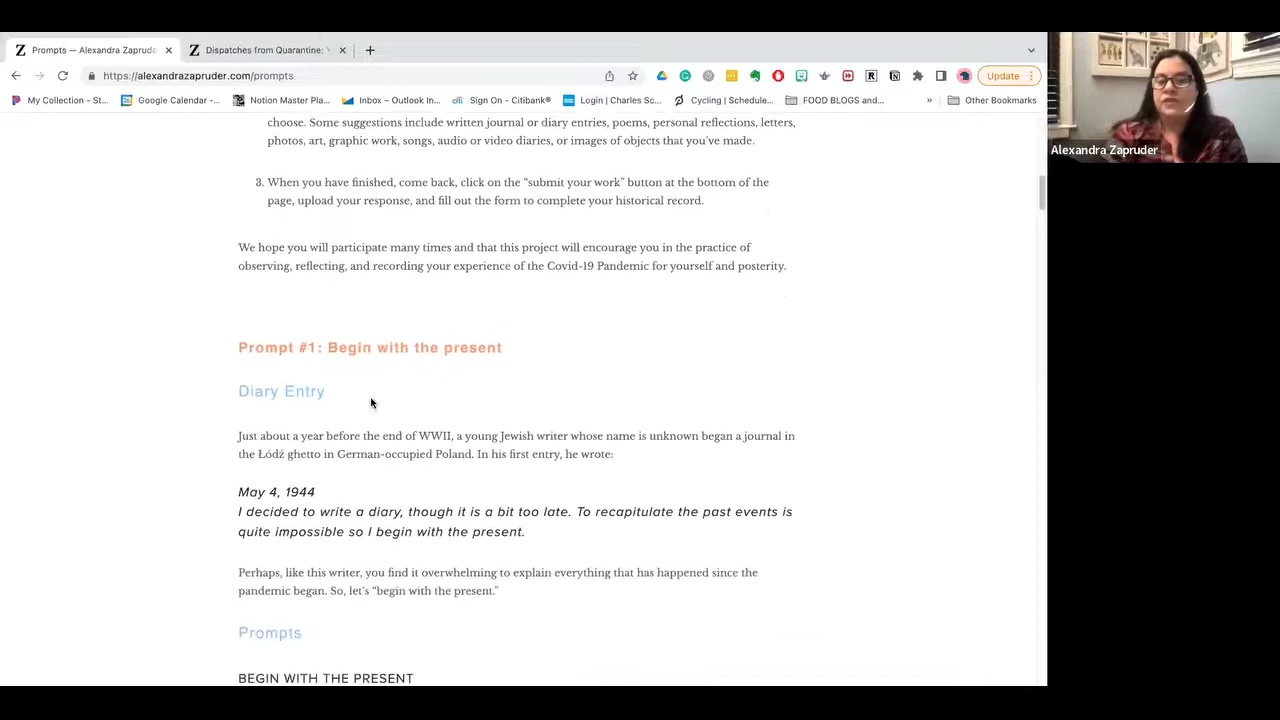 Prompts — Alexandra Zaprude
Dispatches from Quarantine:
https://alexandrazapruder.com/prompts
Update
My Collection - St...
Google Calendar -...
Notion Master Pla...
Inbox – Outlook In...
Sign On - Citibank®
Login | Charles Sc...
Cycling | Schedule...
FOOD BLOGS and...
»
Other Bookmarks
choose. Some suggestions include written journal or diary entries, poems, personal reflections, letters,
photos, art, graphic work, songs, audio or video diaries, or images of objects that you’ve made.
3. When you have finished, come back, click on the “submit your work” button at the bottom of the
page, upload your response, and fill out the form to complete your historical record.
We hope you will participate many times and that this project will encourage you in the practice of
observing, reflecting, and recording your experience of the Covid-19 Pandemic for yourself and posterity.
Prompt #1: Begin with the present
Diary Entry
Just about a year before the end of WWII, a young Jewish writer whose name is unknown began a journal in
the Łódź ghetto in German-occupied Poland. In his first entry, he wrote:
May 4, 1944
I decided to write a diary, though it is a bit too late. To recapitulate the past events is
quite impossible so I begin with the present.
Perhaps, like this writer, you find it overwhelming to explain everything that has happened since the
pandemic began. So, let’s “begin with the present.”
Prompts
BEGIN WITH THE PRESENT
Alexandra Zapruder